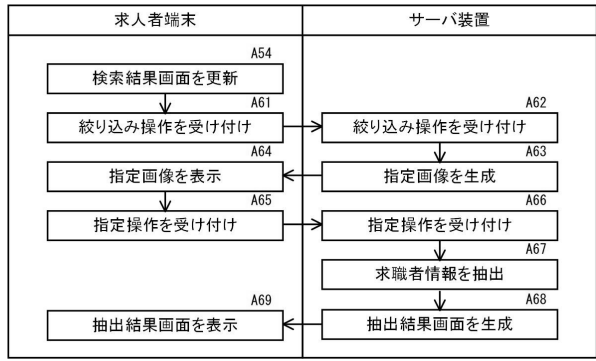 求人者端末
サーバ装置
A54
検索結果画面を更新
A61
絞り込み操作を受け付け
A62
絞り込み操作を受け付け
A64
指定画像を表示
A63
指定画像を生成
A65
指定操作を受け付け
A66
指定操作を受け付け
A67
求職者情報を抽出
A69
抽出結果画面を表示
A68
抽出結果画面を生成